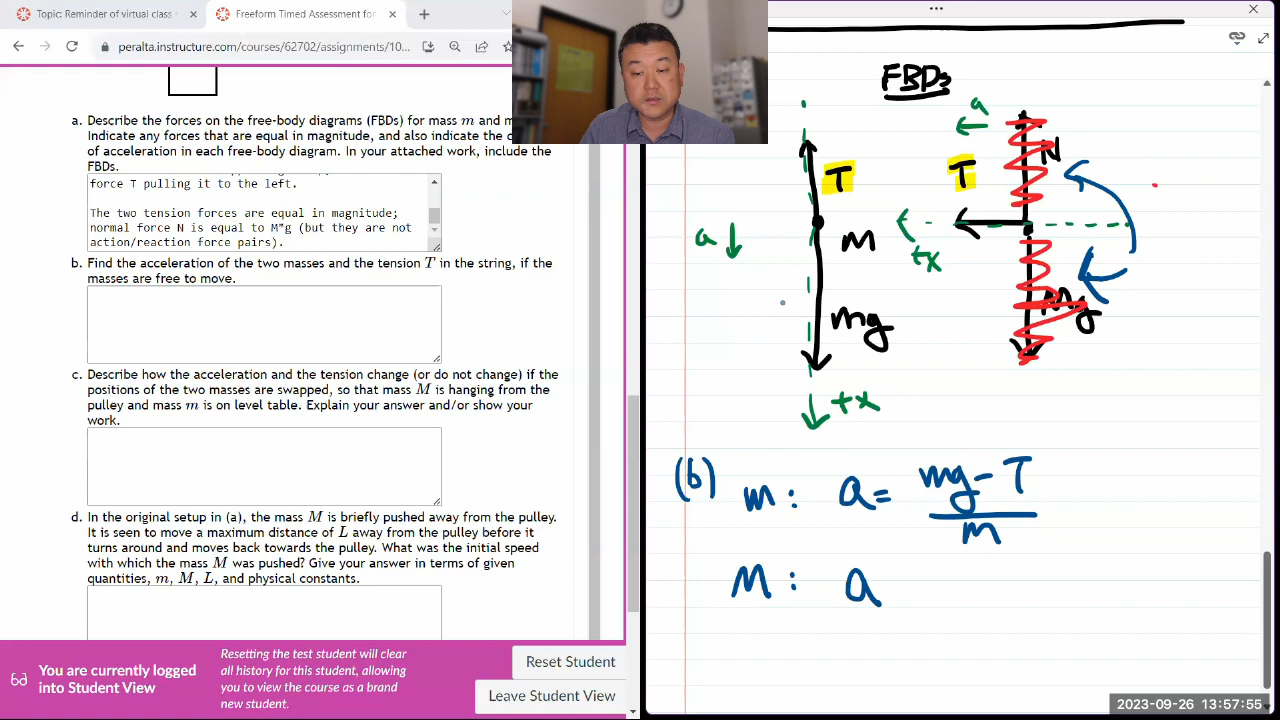 Topic: Reminder of virtual class
Freeform Timed Assessment for
peralta.instructure.com/courses/62702/assignments/10...
a. Describe the forces on the free-body diagrams (FBDs) for mass m and m
Indicate any forces that are equal in magnitude, and also indicate the
of acceleration in each free-body diagram. In your attached work, include the
FBDs.
force T pulling it to the left.
The two tension forces are equal in magnitude;
normal force N is equal to M*g (but they are not
action/reaction force pairs).
b. Find the acceleration of the two masses and the tension T in the string, if the
masses are free to move.
c. Describe how the acceleration and the tension change (or do not change) if the
positions of the two masses are swapped, so that mass M is hanging from the
pulley and mass m is on level table. Explain your answer and/or show your
work.
d. In the original setup in (a), the mass M is briefly pushed away from the pulley.
It is seen to move a maximum distance of L away from the pulley before it
turns around and moves back towards the pulley. What was the initial speed
with which the mass M was pushed? Give your answer in terms of given
quantities, m, M, L, and physical constants.
You are currently logged
into Student View
Resetting the test student will clear
all history for this student, allowing
you to view the course as a brand
new student.
Reset Student
Leave Student View
FBDs
a
T
T
N
a
m
+x
mg
Mg
+x
(b) m: a = mg - T
m
M: a
2023-09-26 13:57:55